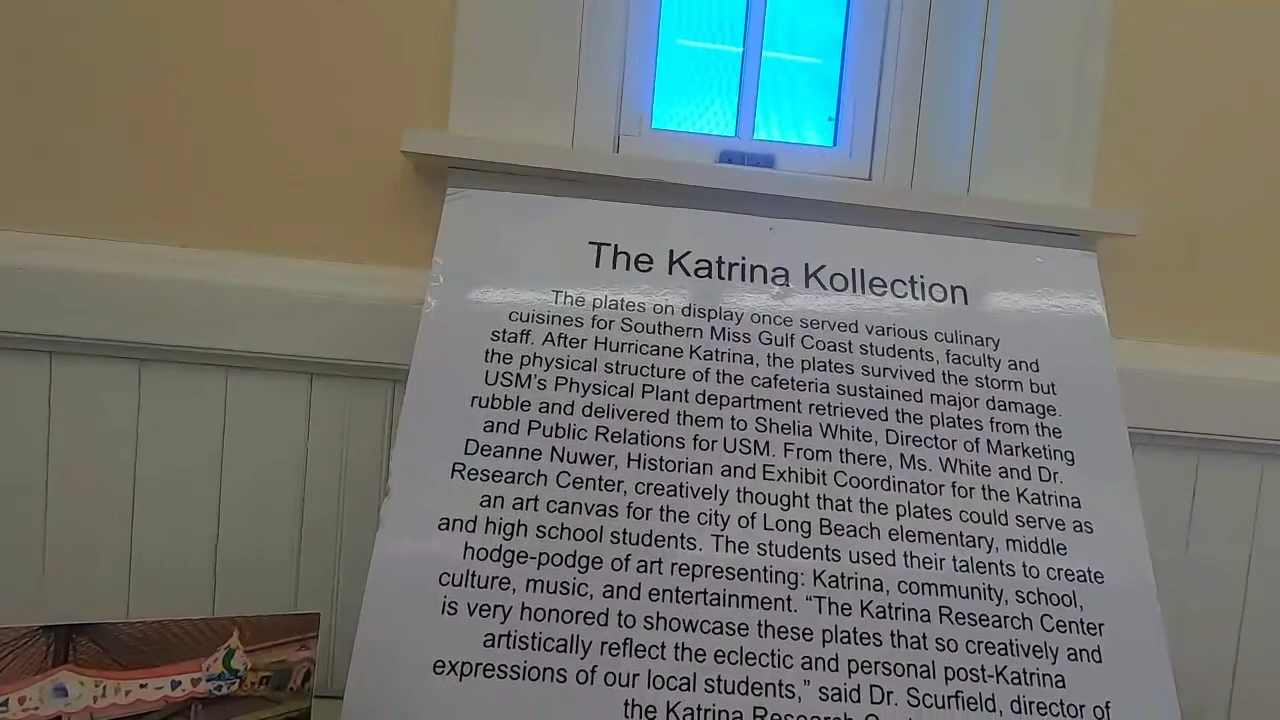 The Katrina Kollection
The plates on display once served various culinary
cuisines for Southern Miss Gulf Coast students, faculty and
staff. After Hurricane Katrina, the plates survived the storm but
the physical structure of the cafeteria sustained major damage.
USM's Physical Plant department retrieved the plates from the
rubble and delivered them to Shelia White, Director of Marketing
and Public Relations for USM. From there, Ms. White and Dr.
Deanne Nuwer, Historian and Exhibit Coordinator for the Katrina
Research Center, creatively thought that the plates could serve as
an art canvas for the city of Long Beach elementary, middle
and high school students. The students used their talents to create
hodge-podge of art representing: Katrina, community, school,
culture, music, and entertainment. “The Katrina Research Center
is very honored to showcase these plates that so creatively and
artistically reflect the eclectic and personal post-Katrina
expressions of our local students,” said Dr. Scurfield, director of
the Katrina Research